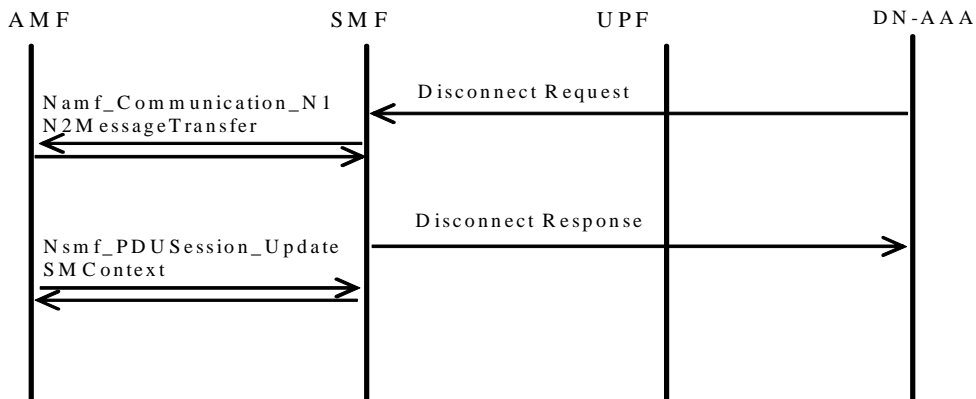 AMF
SMF
UPF
DN-AAA
Disconnect Request
Namf_Communication_N1
N2MessageTransfer
Disconnect Response
Nsmf_PDUSession_Update
SMContext